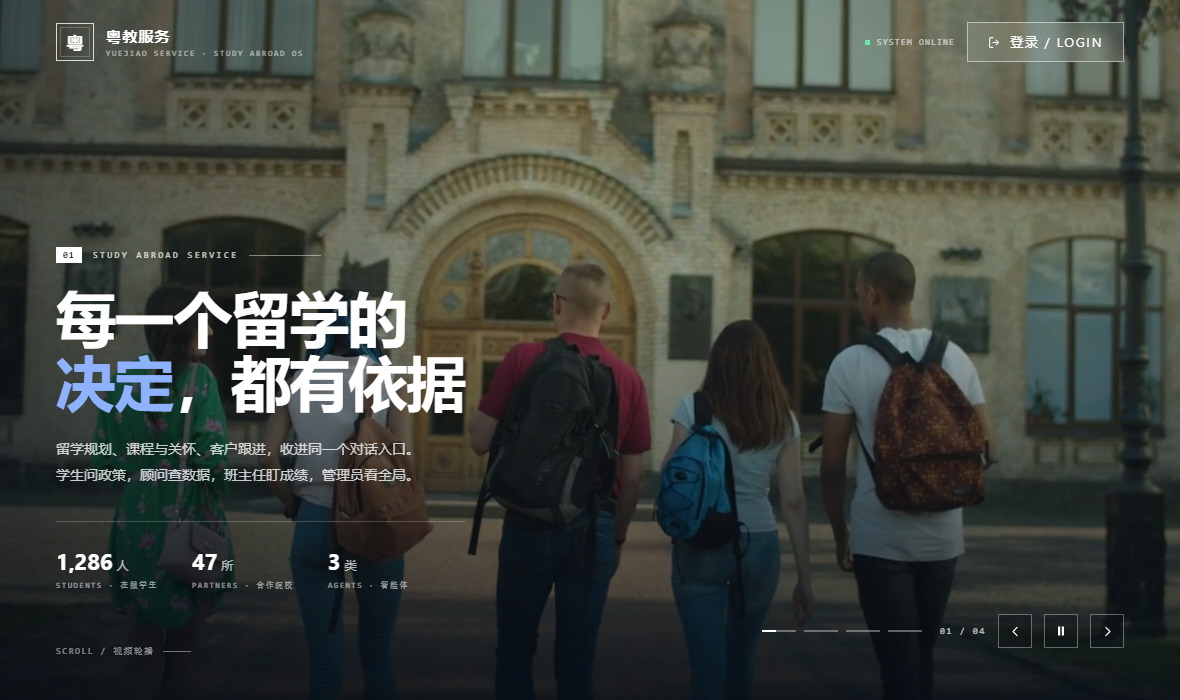 粤
粤教服务
YUEJIAO SERVICE · STUDY ABROAD OS
SYSTEM ONLINE
登录 / LOGIN
01
STUDY ABROAD SERVICE
每一个留学的
决定，都有依据
留学规划、课程与关怀、客户跟进，收进同一个对话入口。
学生问政策，顾问查数据，班主任盯成绩，管理员看全局。
1,286 人
STUDENTS · 在服学生
47 所
PARTNERS · 合作院校
3 类
AGENTS · 智能体
01 / 04
SCROLL / 视频轮播